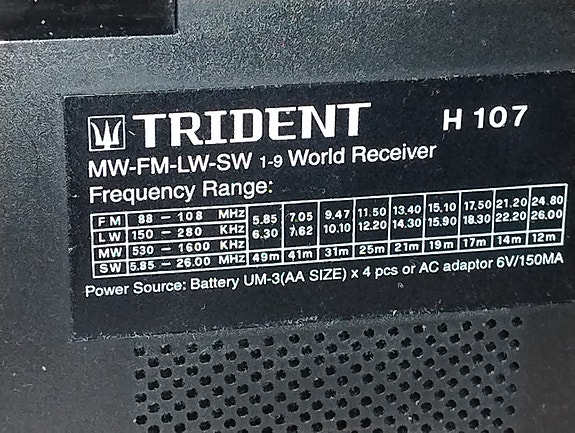 TRIDENT H 107
MW-FM-LW-SW 1-9 World Receiver
Frequency Range:
FM 88 — 108 MHz 5.85 7.05 9.47 11.50 13.40 15.10 17.50 21.20 24.80
LW 150 — 280 KHz 6.30 7.62 10.10 12.20 14.30 15.90 18.30 22.20 26.00
MW 530 — 1600 KHz
SW 5.85 — 26.00 MHz 49m 41m 31m 25m 21m 19m 17m 14m 12m
Power Source: Battery UM-3(AA SIZE) x 4 pcs or AC adaptor 6V/150MA